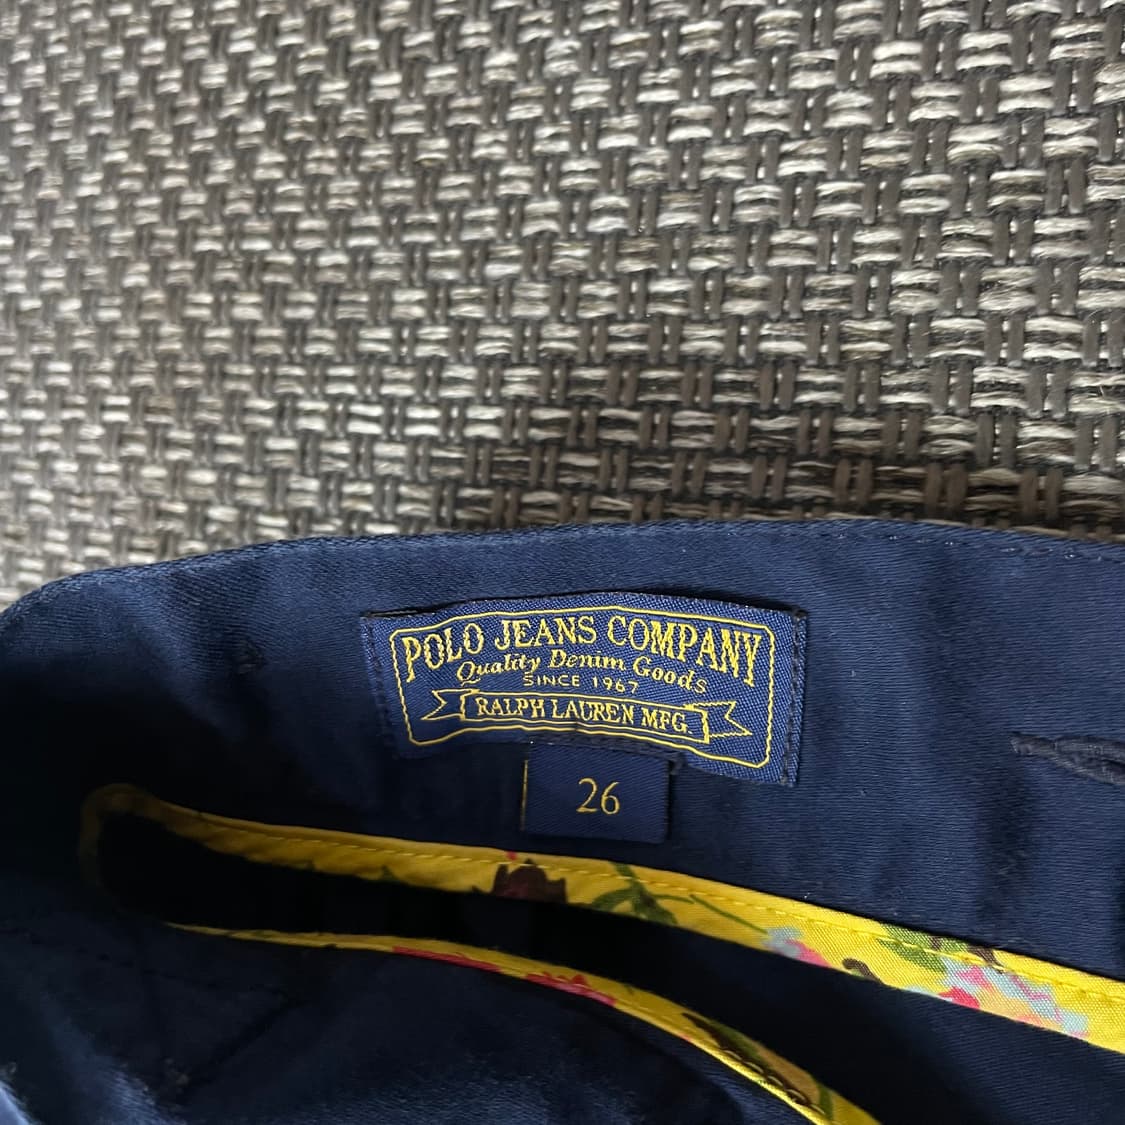 POLO JEANS COMPANY
Quality Denim Goods
SINCE 1967
RALPH LAUREN MFG.
26